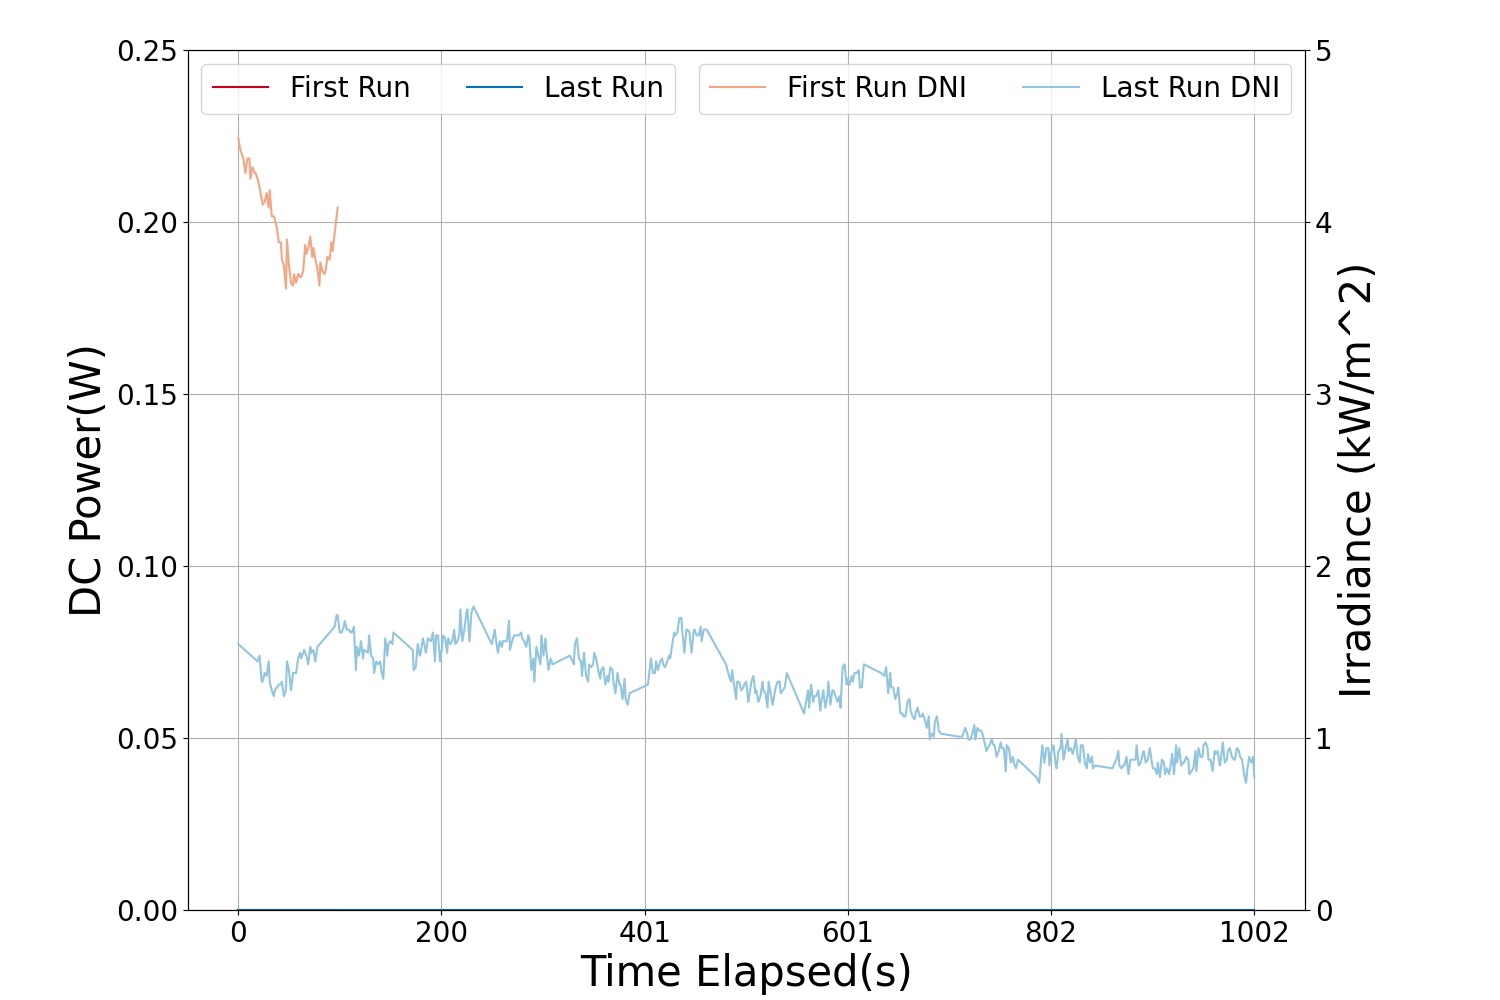 0.25
0.20
0.15
0.10
0.05
0.00
DC Power(W)
First Run
Last Run
First Run DNI
Last Run DNI
5
4
3
2
1
0
Irradiance (kW/m^2)
0 200 401 601 802 1002
Time Elapsed(s)